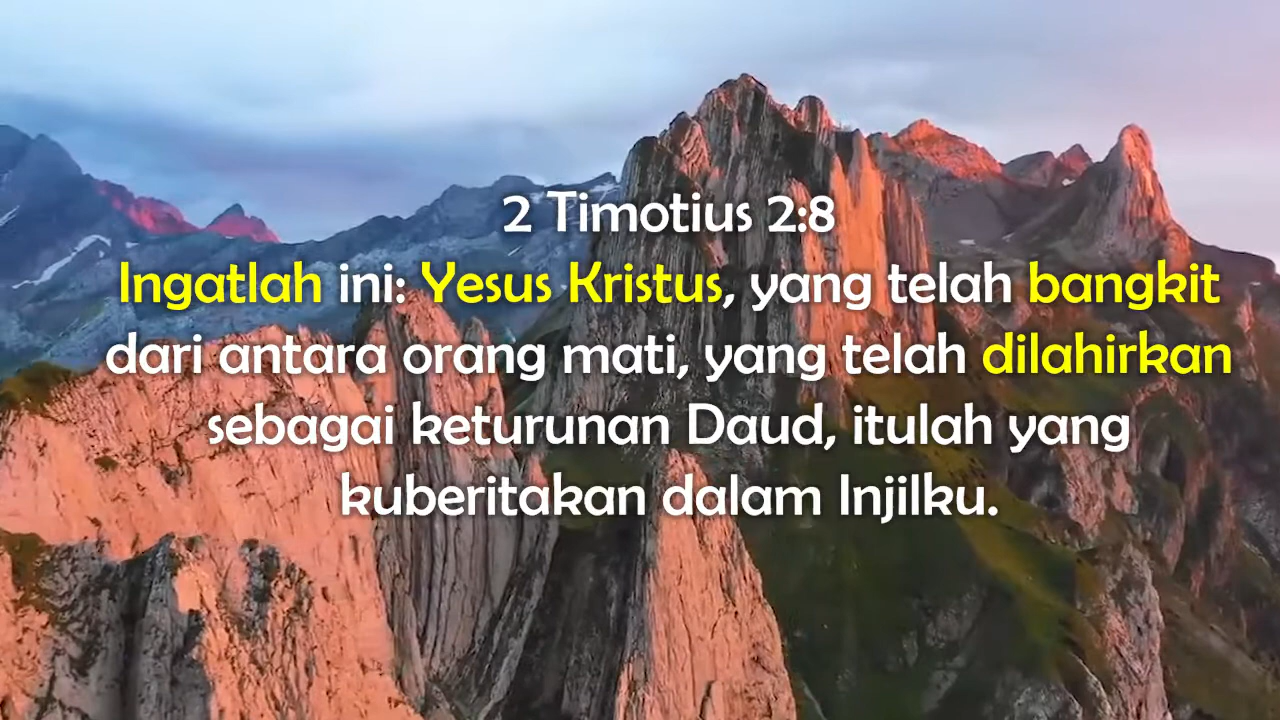 2 Timotius 2:8
Ingatlah ini: Yesus Kristus, yang telah bangkit
dari antara orang mati, yang telah dilahirkan
sebagai keturunan Daud, itulah yang
kuberitakan dalam Injilku.